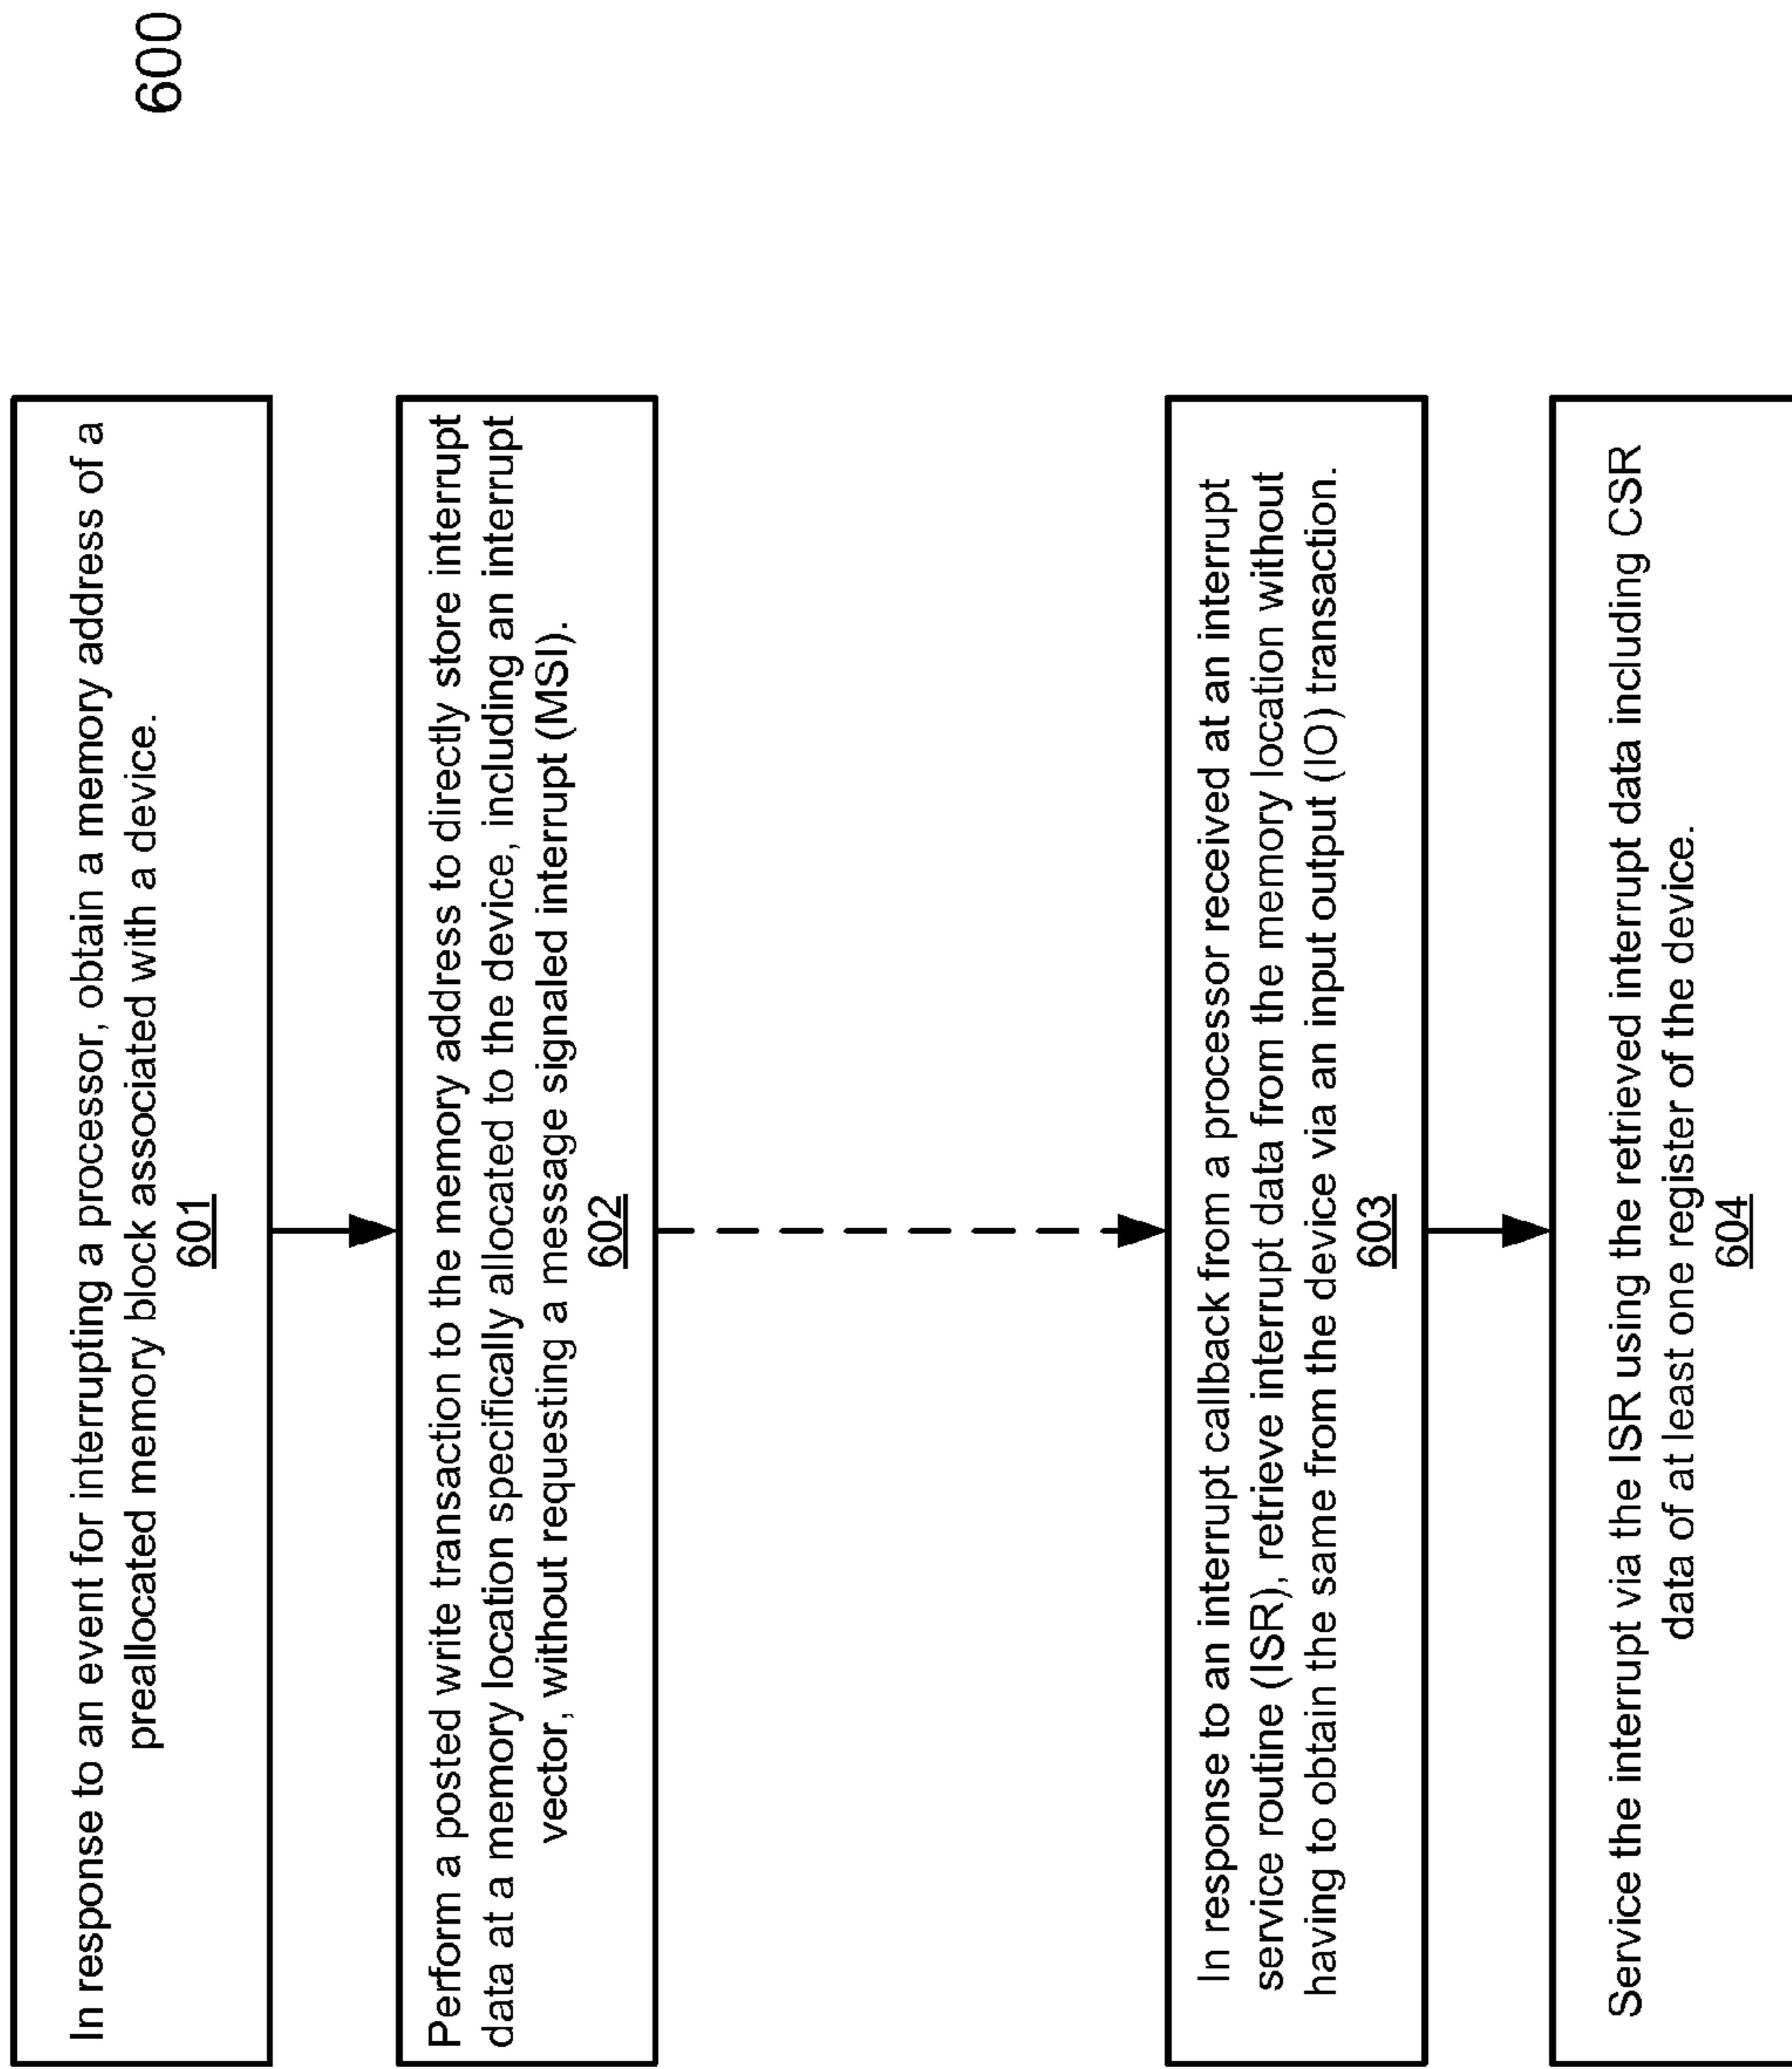 600
In response to an event for interrupting a processor, obtain a memory address of a
preallocated memory block associated with a device.
601
Perform a posted write transaction to the memory address to directly store interrupt
data at a memory location specifically allocated to the device, including an interrupt
vector, without requesting a message signaled interrupt (MSI).
602
In response to an interrupt callback from a processor received at an interrupt
service routine (ISR), retrieve interrupt data from the memory location without
having to obtain the same from the device via an input output (IO) transaction.
603
Service the interrupt via the ISR using the retrieved interrupt data including CSR
data of at least one register of the device.
604